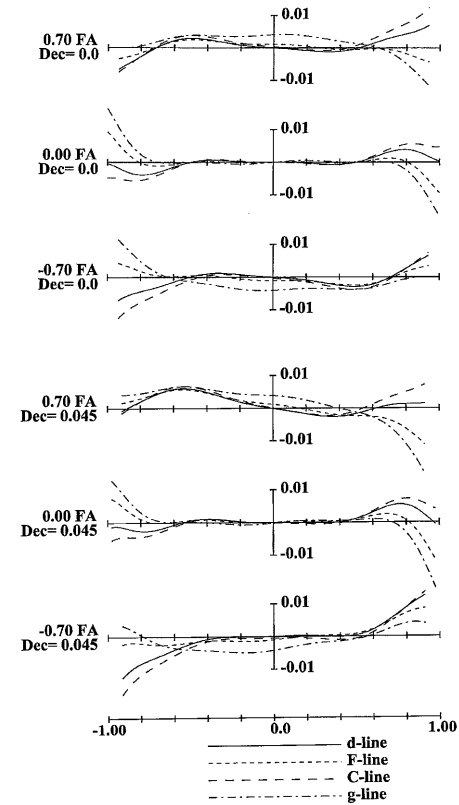 0.01
0.70 FA
Dec= 0.0
-0.01
0.01
0.00 FA
Dec= 0.0
-0.01
0.01
-0.70 FA
Dec= 0.0
-0.01
0.01
0.70 FA
Dec= 0.045
-0.01
0.01
0.00 FA
Dec= 0.045
-0.01
0.01
-0.70 FA
Dec= 0.045
-0.01
-1.00 0.0 1.00
d-line
F-line
C-line
g-line